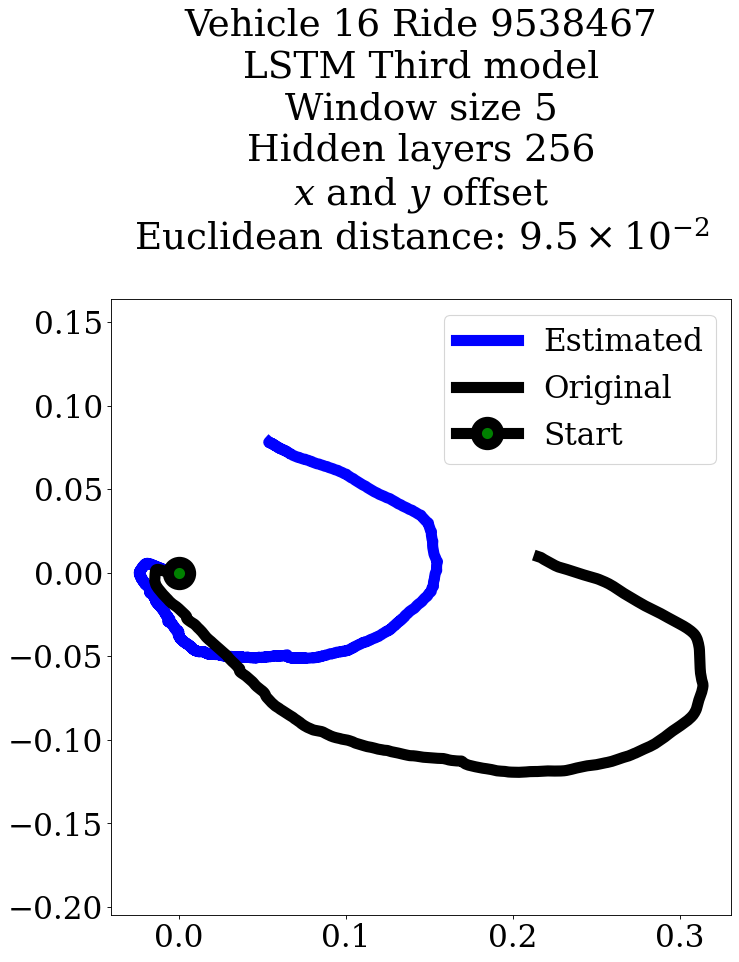 Vehicle 16 Ride 9538467
LSTM Third model
Window size 5
Hidden layers 256
x and y offset
Euclidean distance: 9.5 × 10⁻²
Estimated
Original
Start
0.15
0.10
0.05
0.00
−0.05
−0.10
−0.15
−0.20
0.0 0.1 0.2 0.3